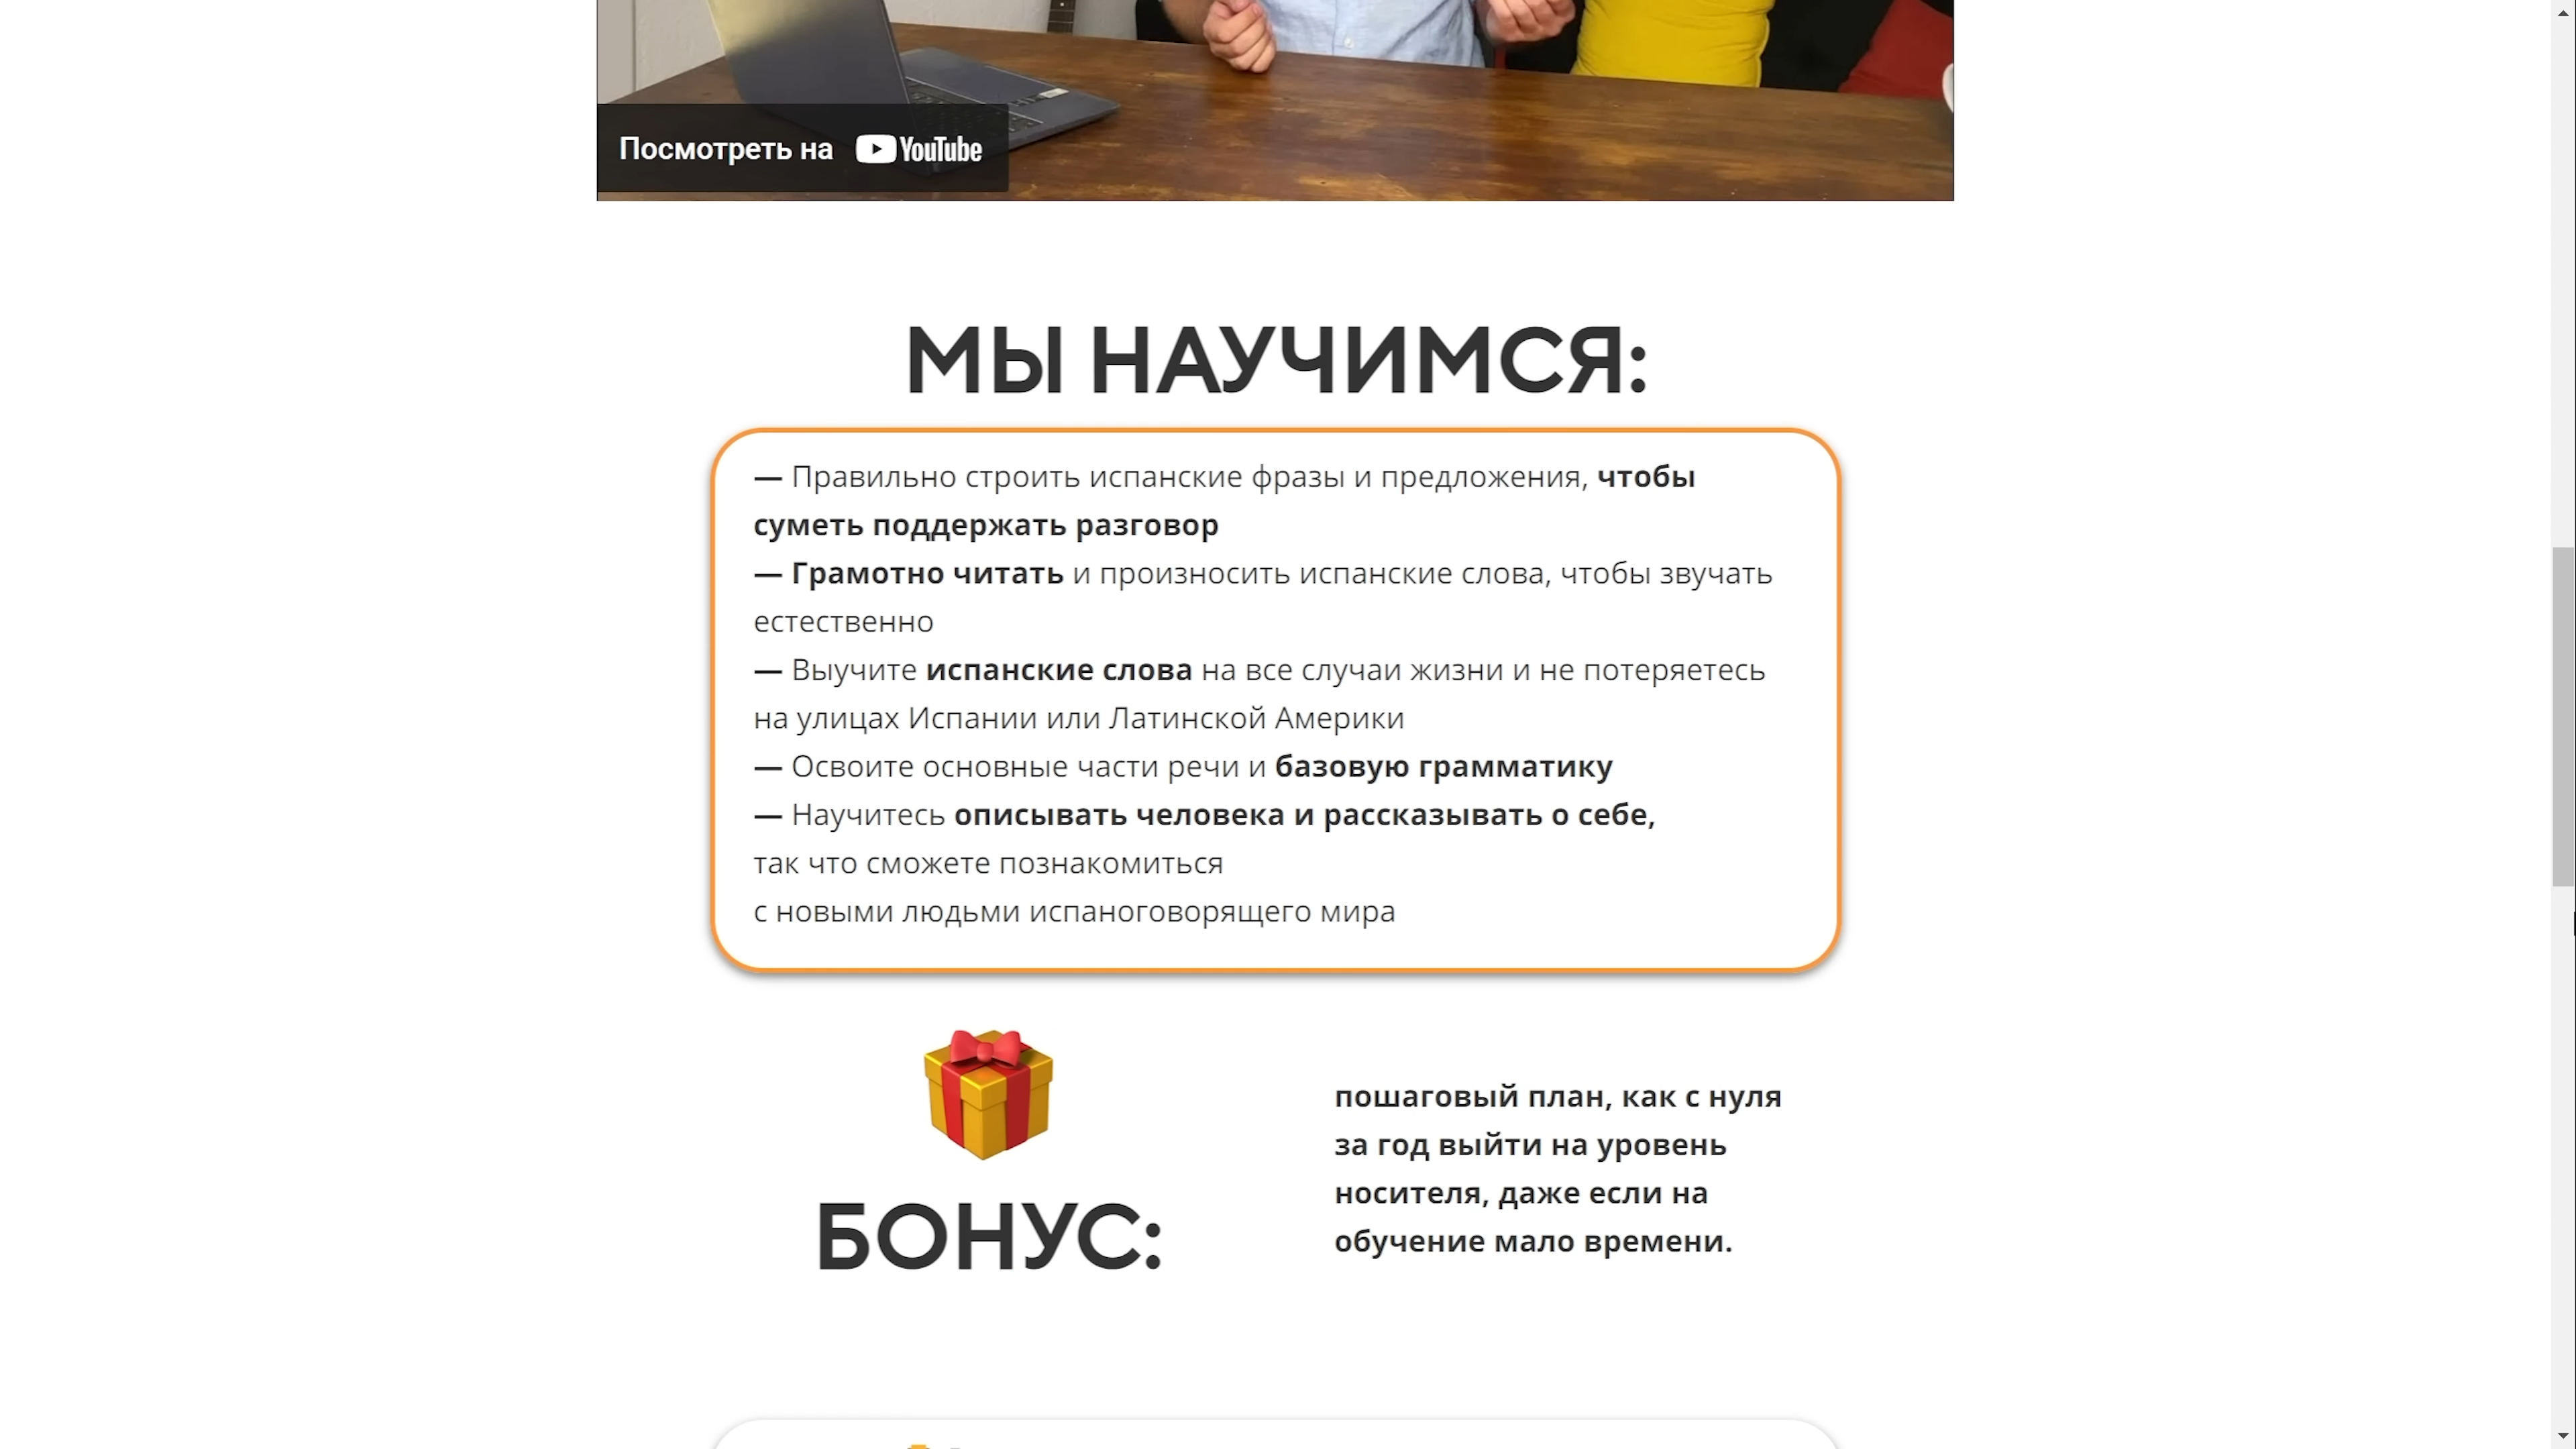 Посмотреть на YouTube
МЫ НАУЧИМСЯ:
— Правильно строить испанские фразы и предложения, чтобы
суметь поддержать разговор
— Грамотно читать и произносить испанские слова, чтобы звучать
естественно
— Выучите испанские слова на все случаи жизни и не потеряетесь
на улицах Испании или Латинской Америки
— Освоите основные части речи и базовую грамматику
— Научитесь описывать человека и рассказывать о себе,
так что сможете познакомиться
с новыми людьми испаноговорящего мира
БОНУС:
пошаговый план, как с нуля
за год выйти на уровень
носителя, даже если на
обучение мало времени.